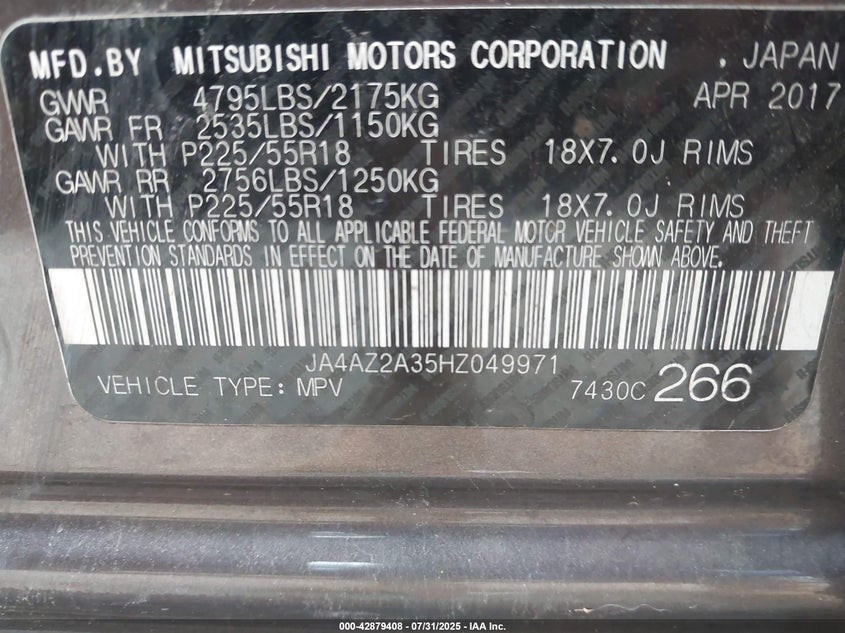 MFD.BY MITSUBISHI MOTORS CORPORATION , JAPAN
GVWR 4795LBS/2175KG APR 2017
GAWR FR 2535LBS/1150KG
WITH P225/55R18 TIRES 18X7.0J RIMS
GAWR RR 2756LBS/1250KG
WITH P225/55R18 TIRES 18X7.0J RIMS
THIS VEHICLE CONFORMS TO ALL APPLICABLE FEDERAL MOTOR VEHICLE SAFETY AND THEFT
PREVENTION STANDARDS IN EFFECT ON THE DATE OF MANUFACTURE SHOWN ABOVE.
JA4AZ2A35HZ049971
VEHICLE TYPE: MPV 7430C 266
000-42879408 - 07/31/2025 - IAA Inc.